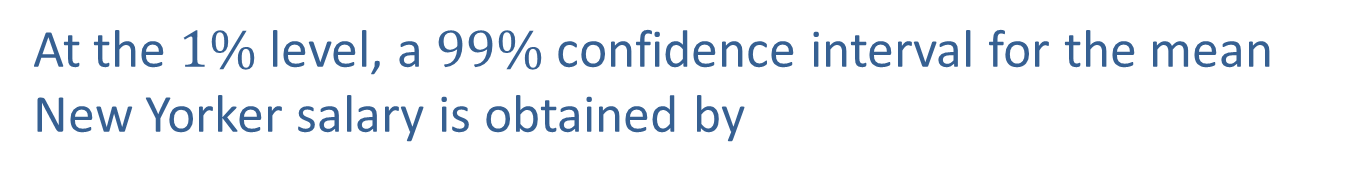 At the 1% level, a 99% confidence interval for the mean
New Yorker salary is obtained by